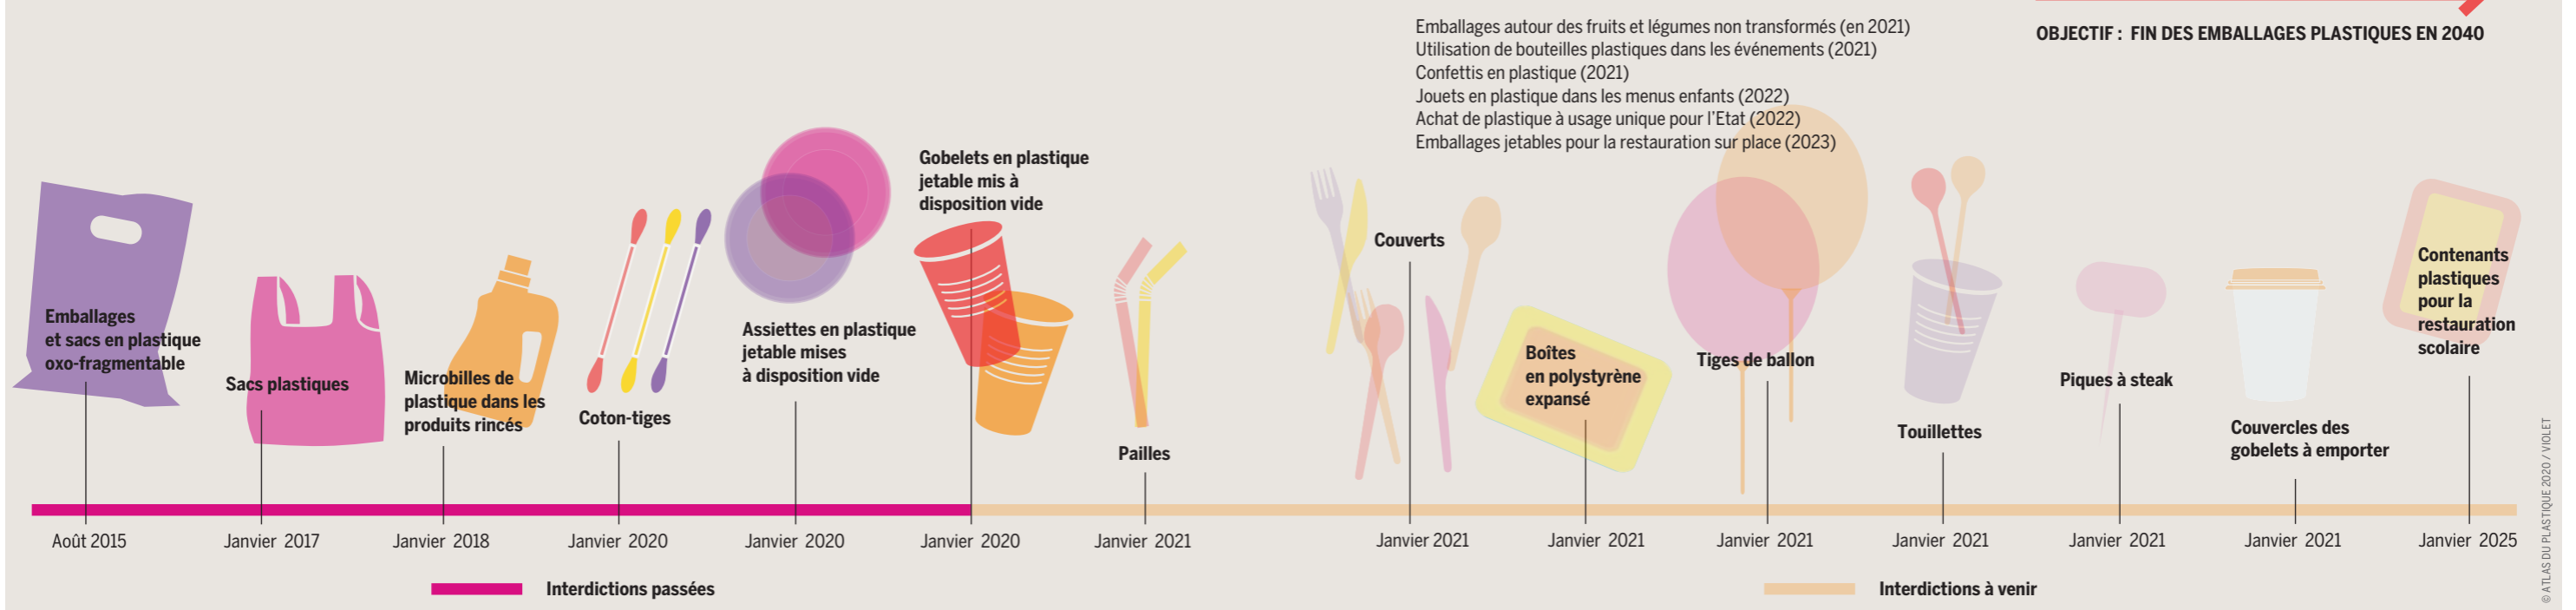 Emballages autour des fruits et légumes non transformés (en 2021)
Utilisation de bouteilles plastiques dans les événements (2021)
Confettis en plastique (2021)
Jouets en plastique dans les menus enfants (2022)
Achat de plastique à usage unique pour l'Etat (2022)
Emballages jetables pour la restauration sur place (2023)
OBJECTIF : FIN DES EMBALLAGES PLASTIQUES EN 2040
Emballages
et sacs en plastique
oxo-fragmentable
Sacs plastiques
Microbilles de
plastique dans les
produits rincés
Coton-tiges
Assiettes en plastique
jetable mises
à disposition vide
Gobelets en plastique
jetable mis à
disposition vide
Pailles
Couverts
Boîtes
en polystyrène
expansé
Tiges de ballon
Touillettes
Piques à steak
Couvercles des
gobelets à emporter
Contenants
plastiques
pour la
restauration
scolaire
Août 2015
Janvier 2017
Janvier 2018
Janvier 2020
Janvier 2020
Janvier 2020
Janvier 2021
Janvier 2021
Janvier 2021
Janvier 2021
Janvier 2021
Janvier 2021
Janvier 2021
Janvier 2025
Interdictions passées
Interdictions à venir
© ATLAS DU PLASTIQUE 2020 / VIOLET